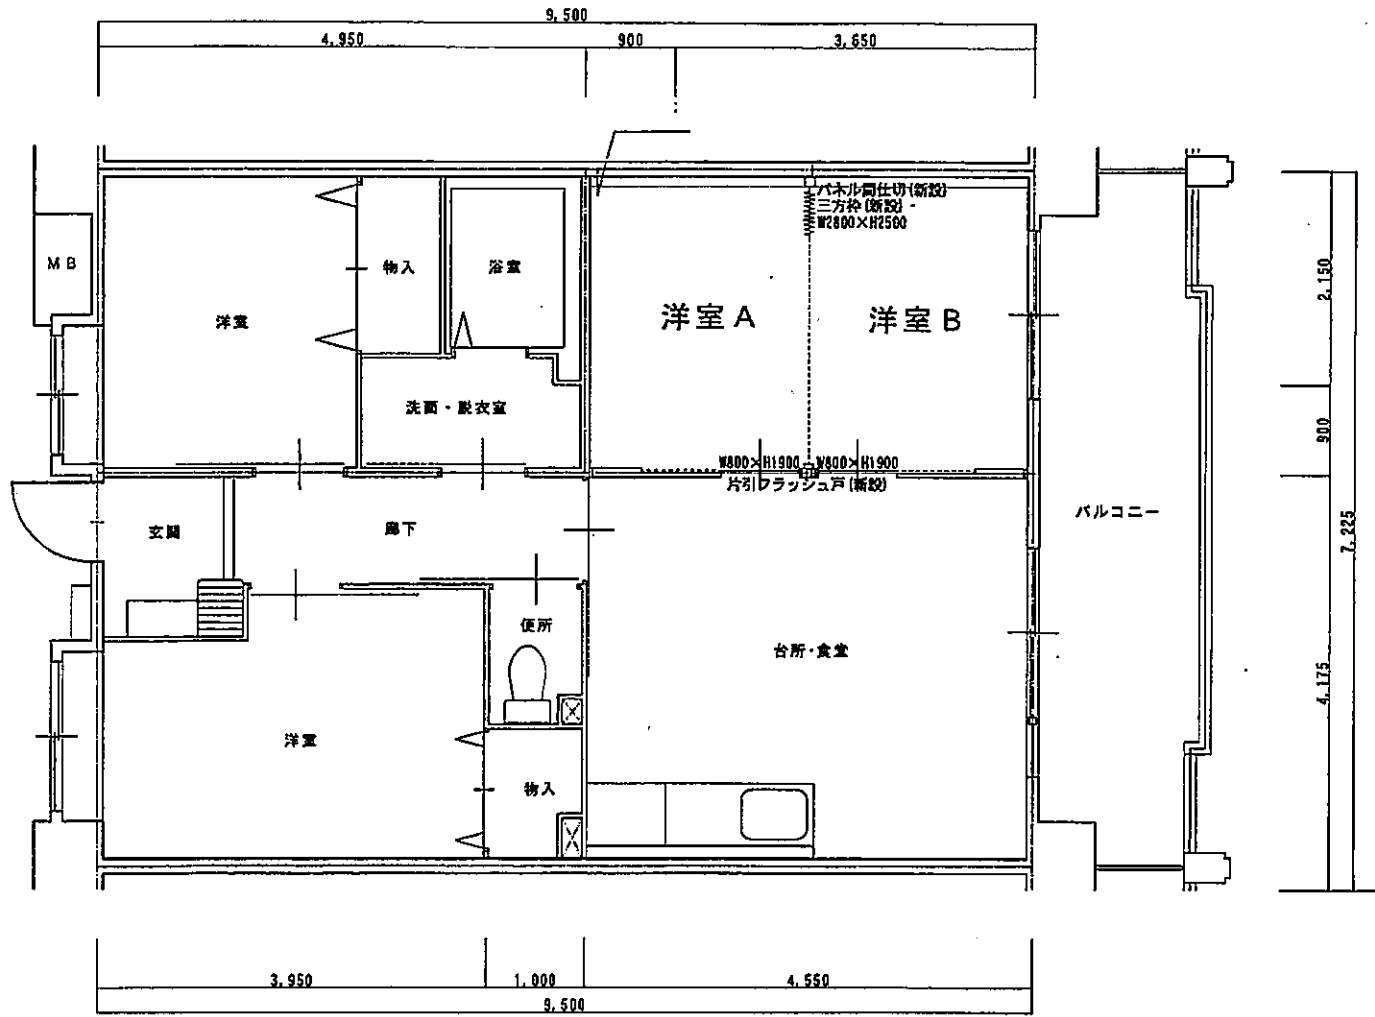 9,500
4,950
900
3,650
パネル間仕切(新設)
三方枠(新設)
W2800×H2500
MB
物入
浴室
洋室
洋室A
洋室B
2,150
洗面・脱衣室
900
W800×H1900
W800×H1900
片引フラッシュ戸(新設)
玄関
廊下
バルコニー
7,225
便所
台所・食堂
4,175
洋室
物入
3,950
1,000
4,550
9,500